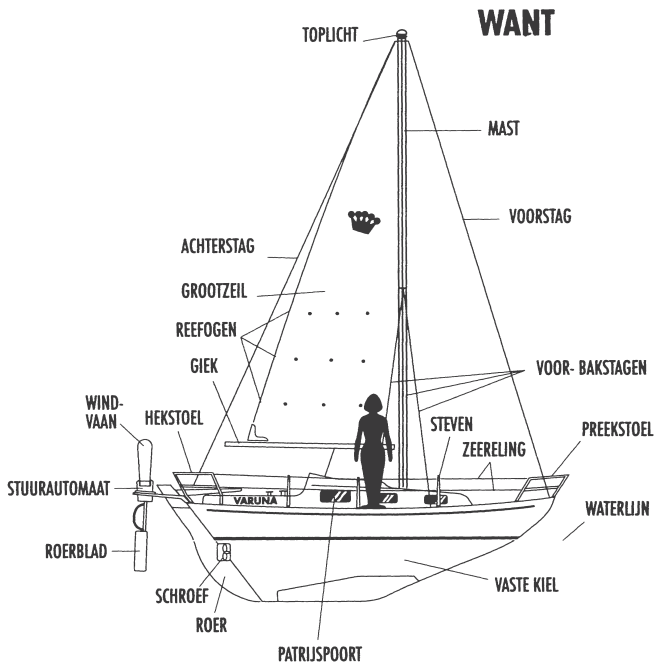 WANT
TOPLICHT
MAST
VOORSTAG
ACHTERSTAG
GROOTZEIL
REEFOGEN
GIEK
VOOR- BAKSTAGEN
WIND-
VAAN
HEKSTOEL
STEVEN
PREEKSTOEL
ZEERELING
STUURAUTOMAAT
VARUNA
WATERLIJN
ROERBLAD
VASTE KIEL
SCHROEF
ROER
PATRIJSPOORT